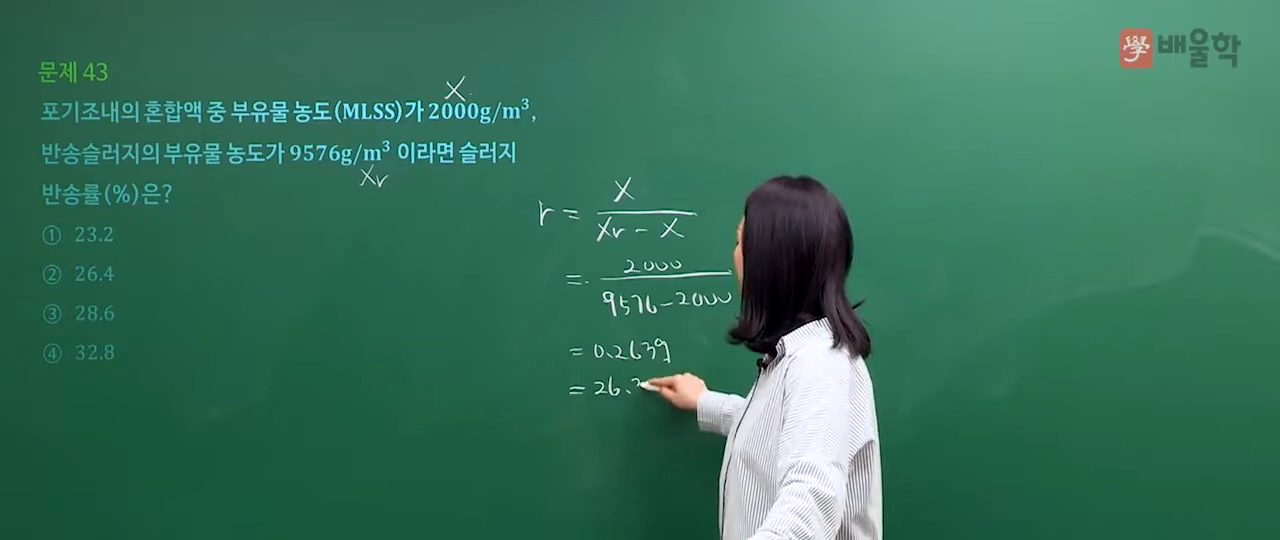 學 배울학
문제 43
X
포기조내의 혼합액 중 부유물 농도(MLSS)가 2000g/m³,
반송슬러지의 부유물 농도가 9576g/m³ 이라면 슬러지
Xr
반송률(%)은?
① 23.2
② 26.4
③ 28.6
④ 32.8
r = X / (Xr - X)
= 2000 / (9576-2000)
= 0.2639
= 26.3